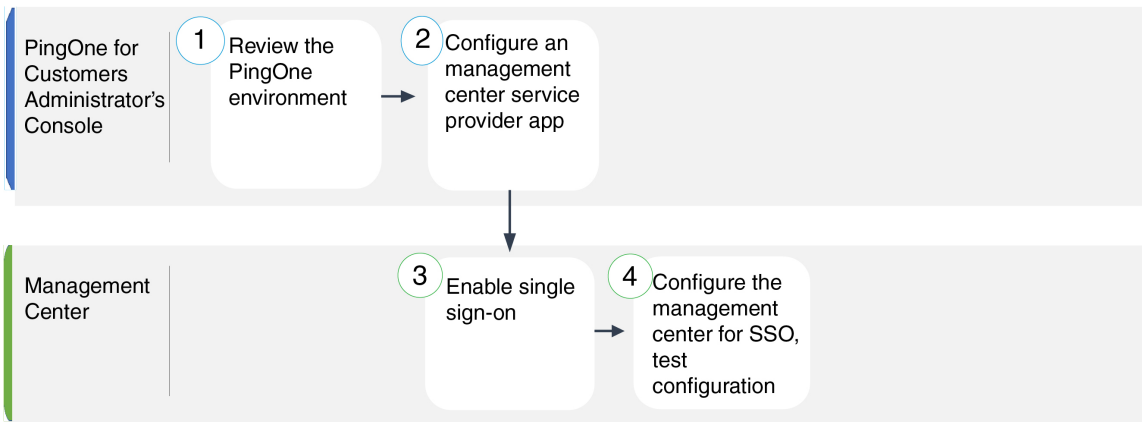 PingOne for
Customers
Administrator's
Console
1
Review the
PingOne
environment
2
Configure an
management
center service
provider app
Management
Center
3
Enable single
sign-on
4
Configure the
management
center for SSO,
test
configuration